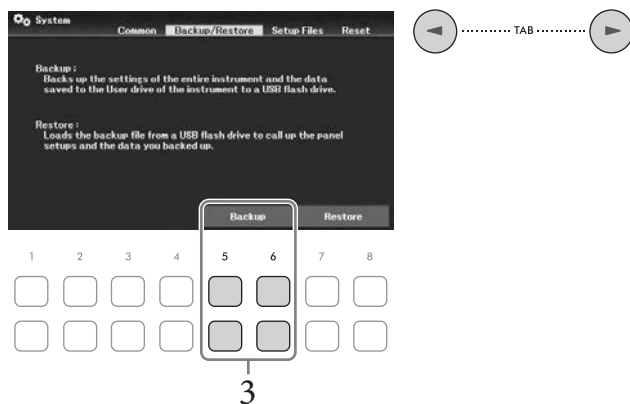 System
Common Backup/Restore Setup Files Reset
TAB
Backup :
Backs up the settings of the entire instrument and the data
saved to the User drive of the instrument to a USB flash drive.
Restore :
Loads the backup file from a USB flash drive to call up the panel
setups and the data you backed up.
Backup Restore
1 2 3 4 5 6 7 8
3